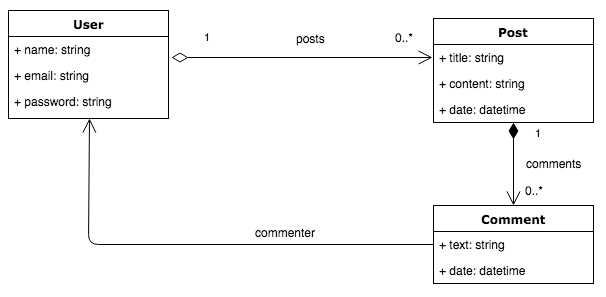 User
+ name: string
+ email: string
+ password: string
1
posts
0..*
Post
+ title: string
+ content: string
+ date: datetime
1
comments
0..*
Comment
+ text: string
+ date: datetime
commenter